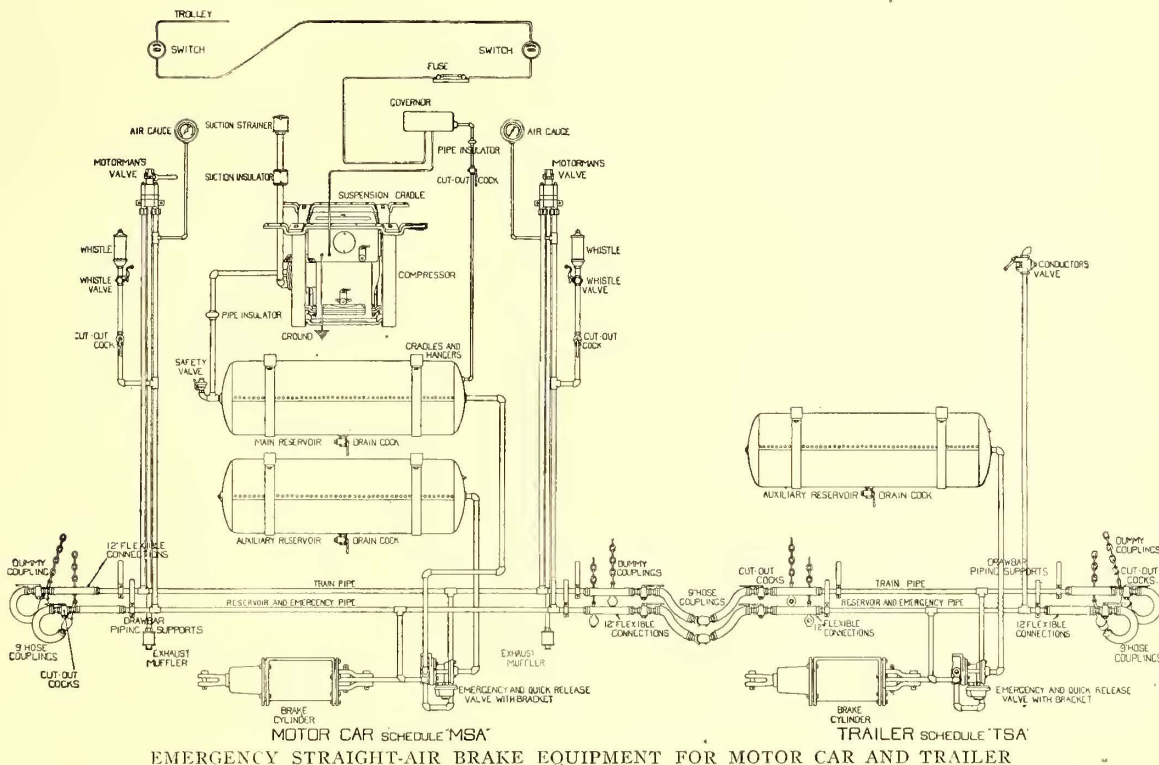 TROLLEY
SWITCH
SWITCH
FUSE
GOVERNOR
AIR GAUGE
SUCTION STRAINER
AIR GAUGE
PIPE INSULATOR
MOTORMAN'S
VALVE
SUCTION INSULATOR
CUT-OUT COCK
MOTORMAN'S
VALVE
SUSPENSION CRADLE
WHISTLE
WHISTLE
VALVE
COMPRESSOR
WHISTLE
WHISTLE
VALVE
CONDUCTORS
VALVE
PIPE INSULATOR
CUT-OUT
COCK
GROUND
CUT-OUT
COCK
CRADLES AND
HANGERS
SAFETY
VALVE
MAIN RESERVOIR
DRAIN COCK
AUXILIARY RESERVOIR
DRAIN COCK
AUXILIARY RESERVOIR
DRAIN COCK
DUMMY
COUPLING
12" FLEXIBLE
CONNECTIONS
TRAIN PIPE
RESERVOIR AND EMERGENCY PIPE
DUMMY
COUPLINGS
9" HOSE
COUPLINGS
CUT-OUT
COCKS
DRAWBAR
PIPING SUPPORTS
TRAIN PIPE
RESERVOIR AND EMERGENCY PIPE
DUMMY
COUPLINGS
CUT-OUT
COCKS
9" HOSE
COUPLINGS
CUT-OUT
COCKS
DRAWBAR
PIPING SUPPORTS
EXHAUST
MUFFLER
EXHAUST
MUFFLER
12" FLEXIBLE
CONNECTIONS
12" FLEXIBLE
CONNECTIONS
12" FLEXIBLE
CONNECTIONS
9" HOSE
COUPLINGS
BRAKE
CYLINDER
EMERGENCY AND QUICK RELEASE
VALVE WITH BRACKET
BRAKE
CYLINDER
EMERGENCY AND QUICK RELEASE
VALVE WITH BRACKET
MOTOR CAR SCHEDULE "MSA"
TRAILER SCHEDULE "TSA"
EMERGENCY STRAIGHT-AIR BRAKE EQUIPMENT FOR MOTOR CAR AND TRAILER